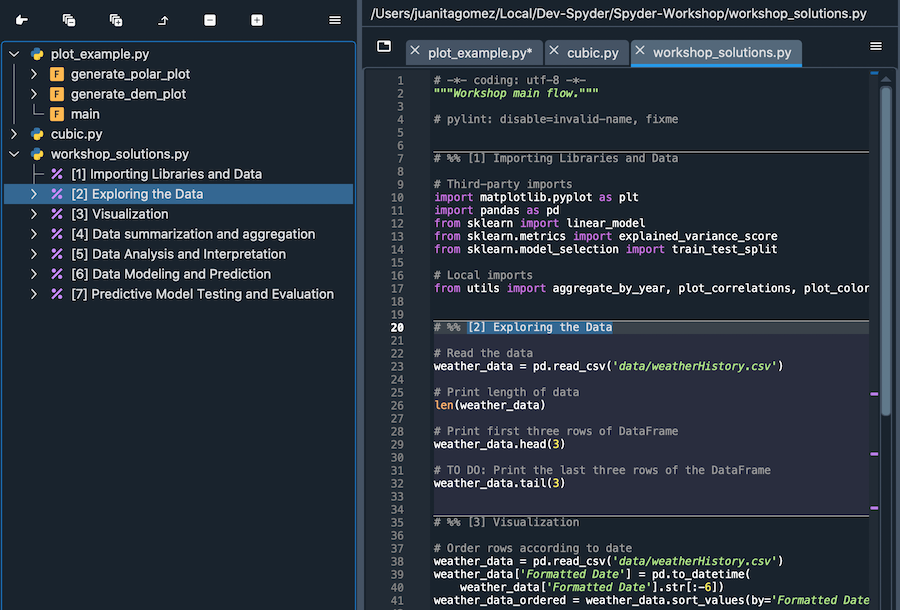 /Users/juanitagomez/Local/Dev-Spyder/Spyder-Workshop/workshop_solutions.py
plot_example.py
F generate_polar_plot
F generate_dem_plot
F main
cubic.py
workshop_solutions.py
% [1] Importing Libraries and Data
% [2] Exploring the Data
% [3] Visualization
% [4] Data summarization and aggregation
% [5] Data Analysis and Interpretation
% [6] Data Modeling and Prediction
% [7] Predictive Model Testing and Evaluation
plot_example.py* cubic.py workshop_solutions.py
1 # -*- coding: utf-8 -*-
2 """Workshop main flow."""
3
4 # pylint: disable=invalid-name, fixme
5
6
7 # %% [1] Importing Libraries and Data
8
9 # Third-party imports
10 import matplotlib.pyplot as plt
11 import pandas as pd
12 from sklearn import linear_model
13 from sklearn.metrics import explained_variance_score
14 from sklearn.model_selection import train_test_split
15
16 # Local imports
17 from utils import aggregate_by_year, plot_correlations, plot_color
18
19
20 # %% [2] Exploring the Data
21
22 # Read the data
23 weather_data = pd.read_csv('data/weatherHistory.csv')
24
25 # Print length of data
26 len(weather_data)
27
28 # Print first three rows of DataFrame
29 weather_data.head(3)
30
31 # TO DO: Print the last three rows of the DataFrame
32 weather_data.tail(3)
33
34
35 # %% [3] Visualization
36
37 # Order rows according to date
38 weather_data = pd.read_csv('data/weatherHistory.csv')
39 weather_data['Formatted Date'] = pd.to_datetime(
40 weather_data['Formatted Date'].str[:-6])
41 weather_data_ordered = weather_data.sort_values(by='Formatted Date